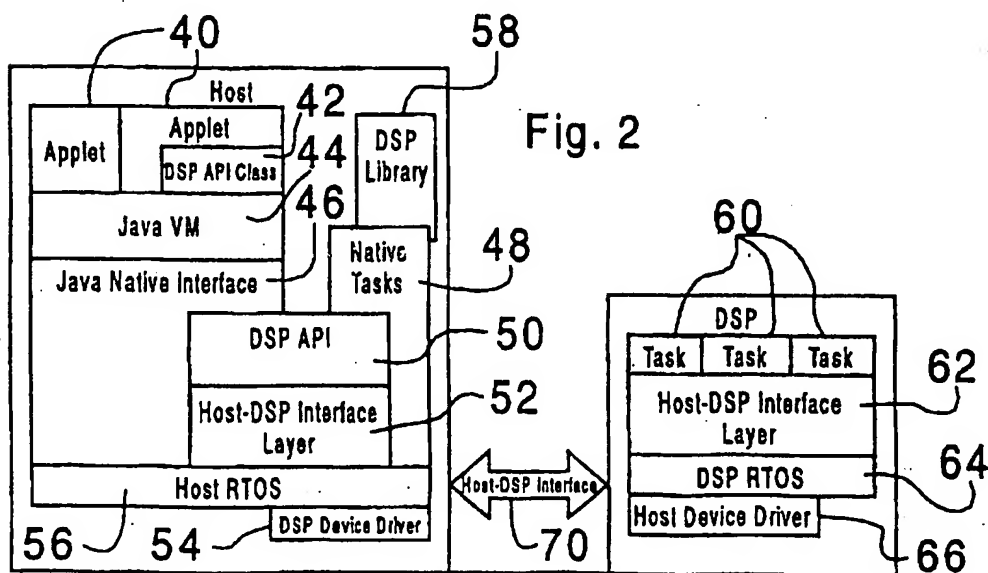 40
58
Host
42
Applet
Applet
DSP API Class
44
DSP
Library
Fig. 2
Java VM
46
Java Native Interface
Native
Tasks
48
60
DSP API
50
DSP
Task
Task
Task
Host-DSP Interface
Layer
52
Host-DSP Interface
Layer
62
Host RTOS
Host-DSP Interface
DSP RTOS
64
56
54
DSP Device Driver
70
Host Device Driver
66